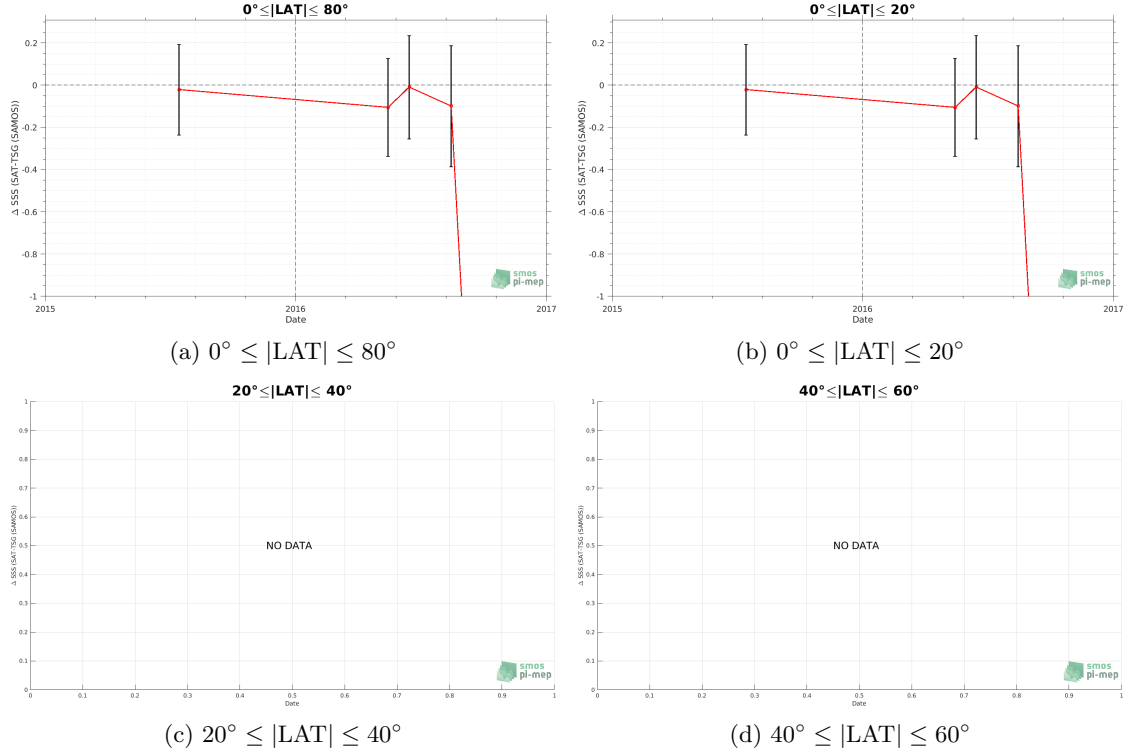 0°≤|LAT|≤ 80°
0.2
0
-0.2
-0.4
-0.6
-0.8
-1
Δ SSS (SAT-TSG (SAMOS))
2015
2016
2017
Date
smos
pi-mep
(a) 0° ≤ |LAT| ≤ 80°
0°≤|LAT|≤ 20°
0.2
0
-0.2
-0.4
-0.6
-0.8
-1
Δ SSS (SAT-TSG (SAMOS))
2015
2016
2017
Date
smos
pi-mep
(b) 0° ≤ |LAT| ≤ 20°
20°≤|LAT|≤ 40°
1
0.9
0.8
0.7
0.6
0.5
0.4
0.3
0.2
0.1
0
Δ SSS (SAT-TSG (SAMOS))
NO DATA
0 0.1 0.2 0.3 0.4 0.5 0.6 0.7 0.8 0.9 1
Date
smos
pi-mep
(c) 20° ≤ |LAT| ≤ 40°
40°≤|LAT|≤ 60°
1
0.9
0.8
0.7
0.6
0.5
0.4
0.3
0.2
0.1
0
Δ SSS (SAT-TSG (SAMOS))
NO DATA
0 0.1 0.2 0.3 0.4 0.5 0.6 0.7 0.8 0.9 1
Date
smos
pi-mep
(d) 40° ≤ |LAT| ≤ 60°